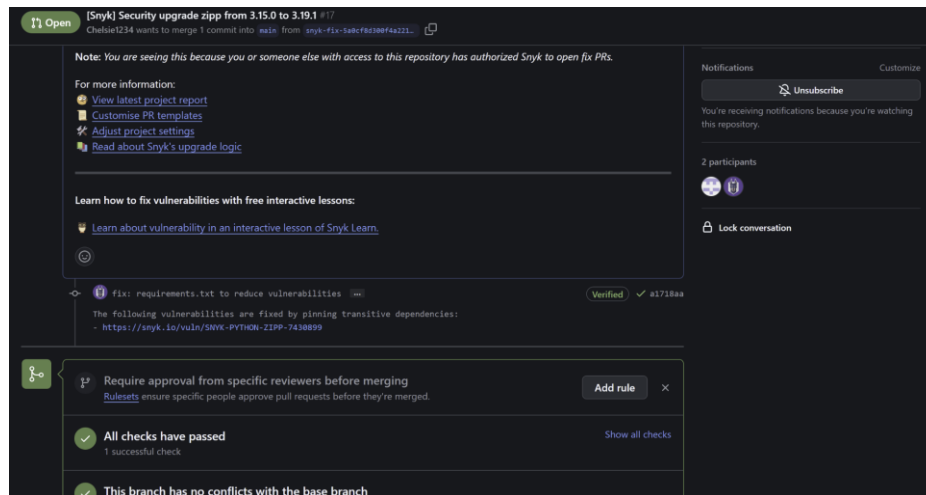 Open
[Snyk] Security upgrade zipp from 3.15.0 to 3.19.1 #17
Chelsie1234 wants to merge 1 commit into main from snyk-fix-5a0cf8d300f4a221…
Note: You are seeing this because you or someone else with access to this repository has authorized Snyk to open fix PRs.
For more information:
View latest project report
Customise PR templates
Adjust project settings
Read about Snyk's upgrade logic
Learn how to fix vulnerabilities with free interactive lessons:
Learn about vulnerability in an interactive lesson of Snyk Learn.
fix: requirements.txt to reduce vulnerabilities …
Verified
a1718aa
The following vulnerabilities are fixed by pinning transitive dependencies:
- https://snyk.io/vuln/SNYK-PYTHON-ZIPP-7430899
Require approval from specific reviewers before merging
Rulesets ensure specific people approve pull requests before they're merged.
Add rule
All checks have passed
1 successful check
Show all checks
This branch has no conflicts with the base branch
Notifications
Customize
Unsubscribe
You're receiving notifications because you're watching
this repository.
2 participants
Lock conversation